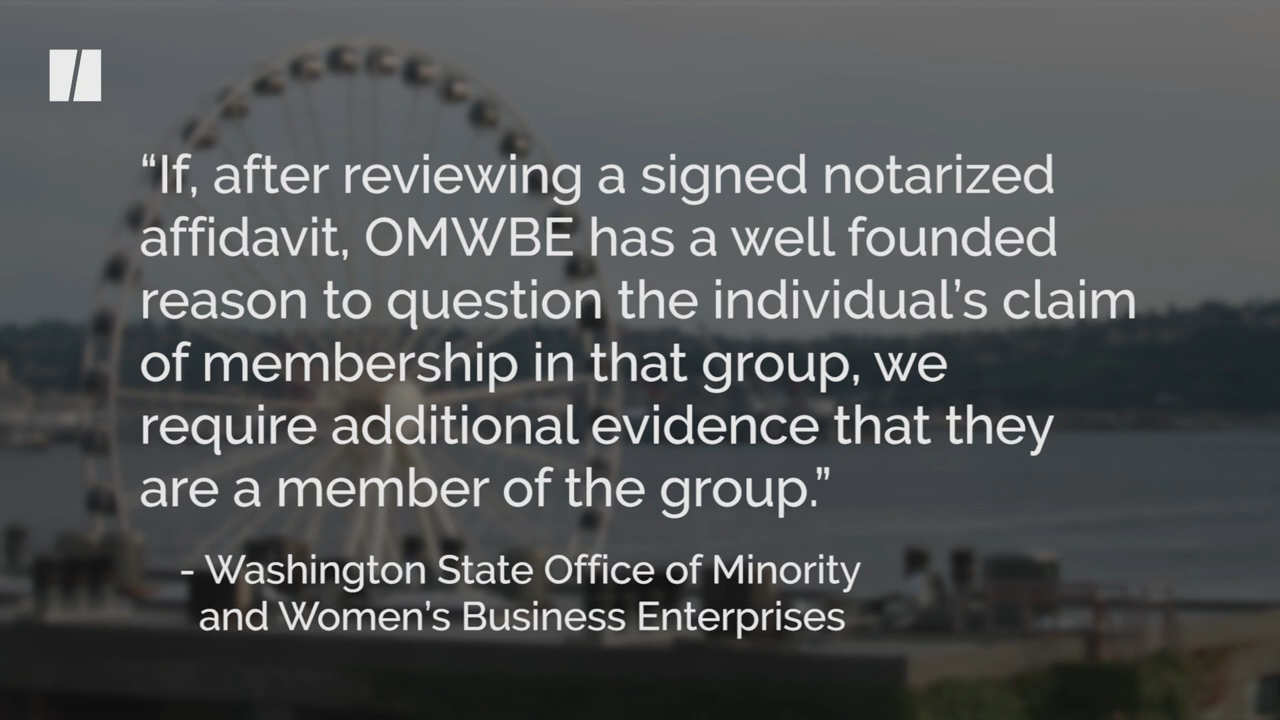 “If, after reviewing a signed notarized
affidavit, OMWBE has a well founded
reason to question the individual’s claim
of membership in that group, we
require additional evidence that they
are a member of the group.”
- Washington State Office of Minority
and Women’s Business Enterprises